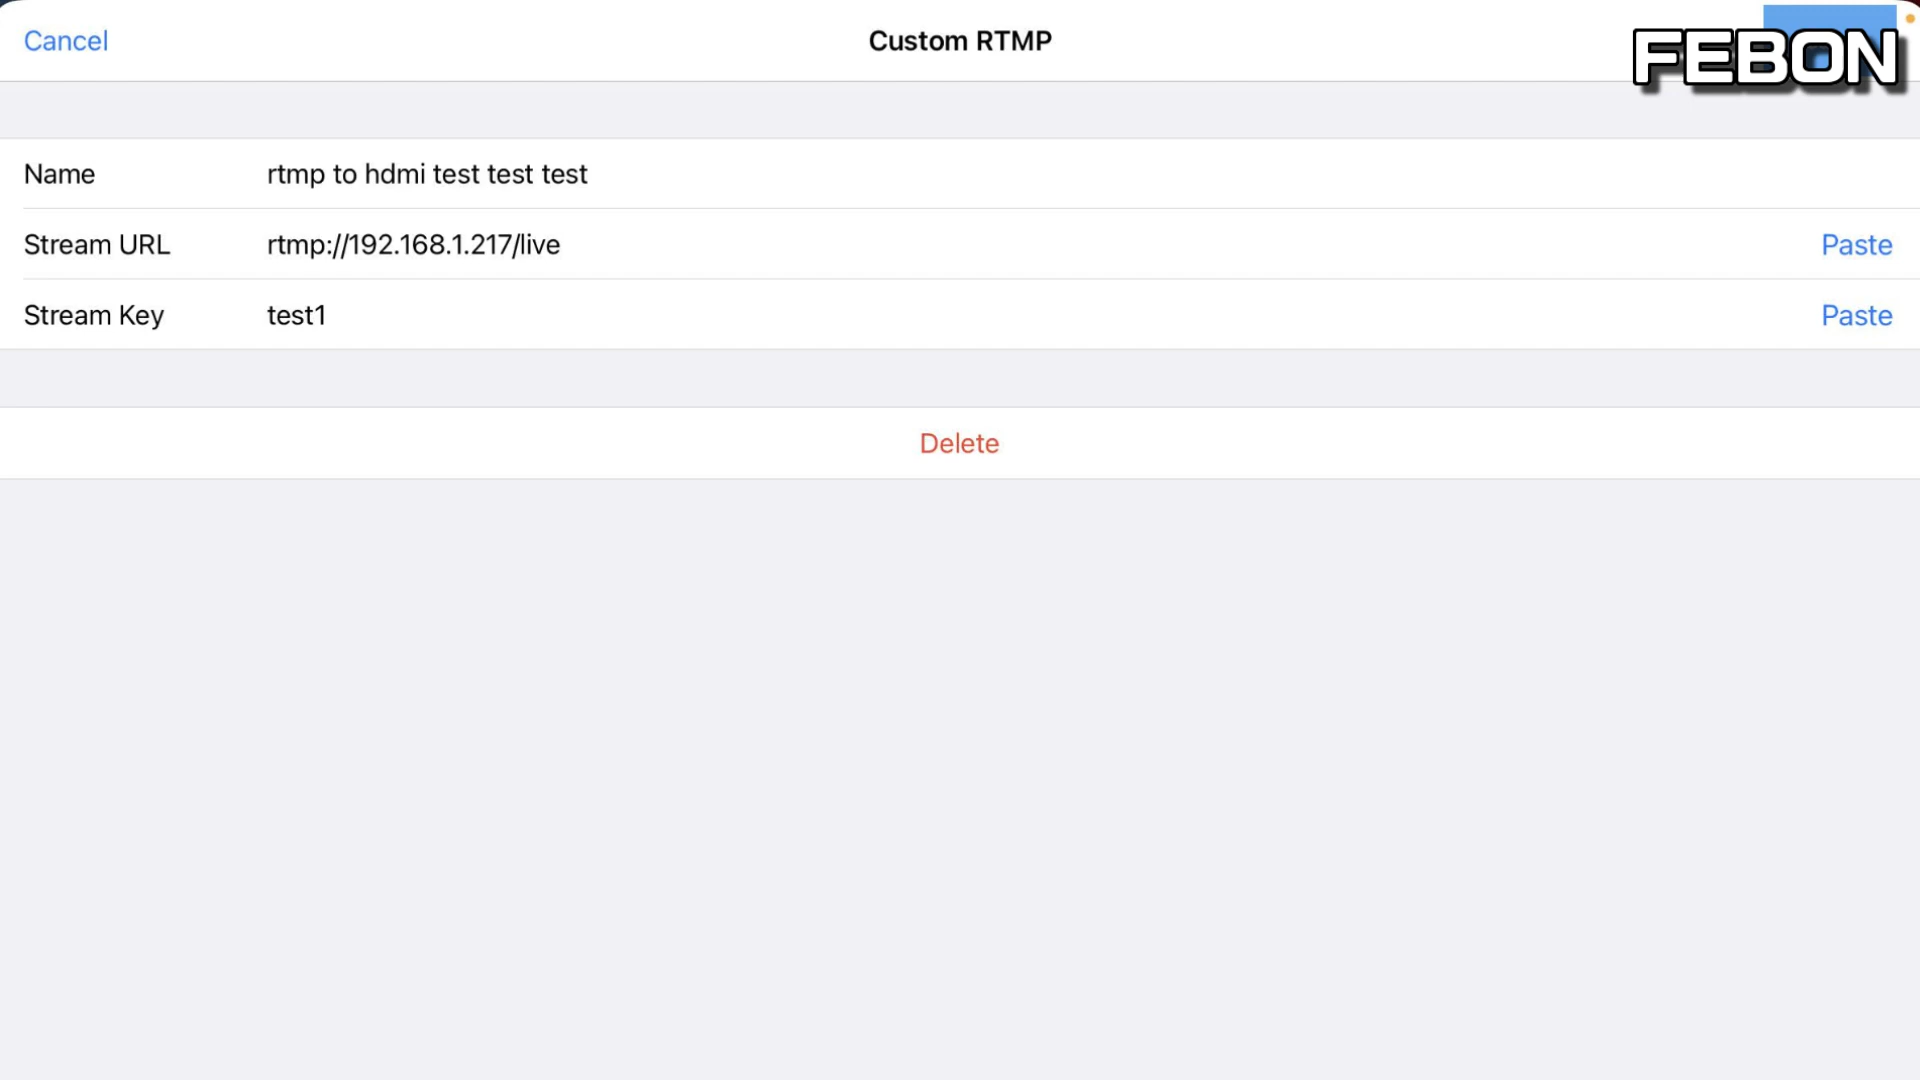 Cancel
Custom RTMP
FEBON
Name rtmp to hdmi test test test
Stream URL rtmp://192.168.1.217/live Paste
Stream Key test1 Paste
Delete